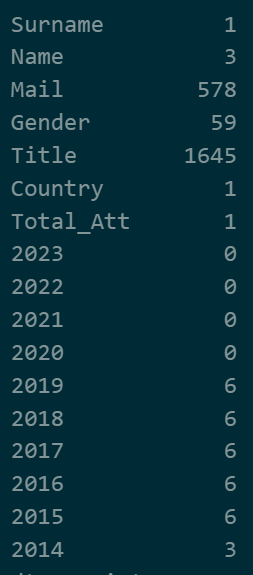 Surname 1
Name 3
Mail 578
Gender 59
Title 1645
Country 1
Total_Att 1
2023 0
2022 0
2021 0
2020 0
2019 6
2018 6
2017 6
2016 6
2015 6
2014 3